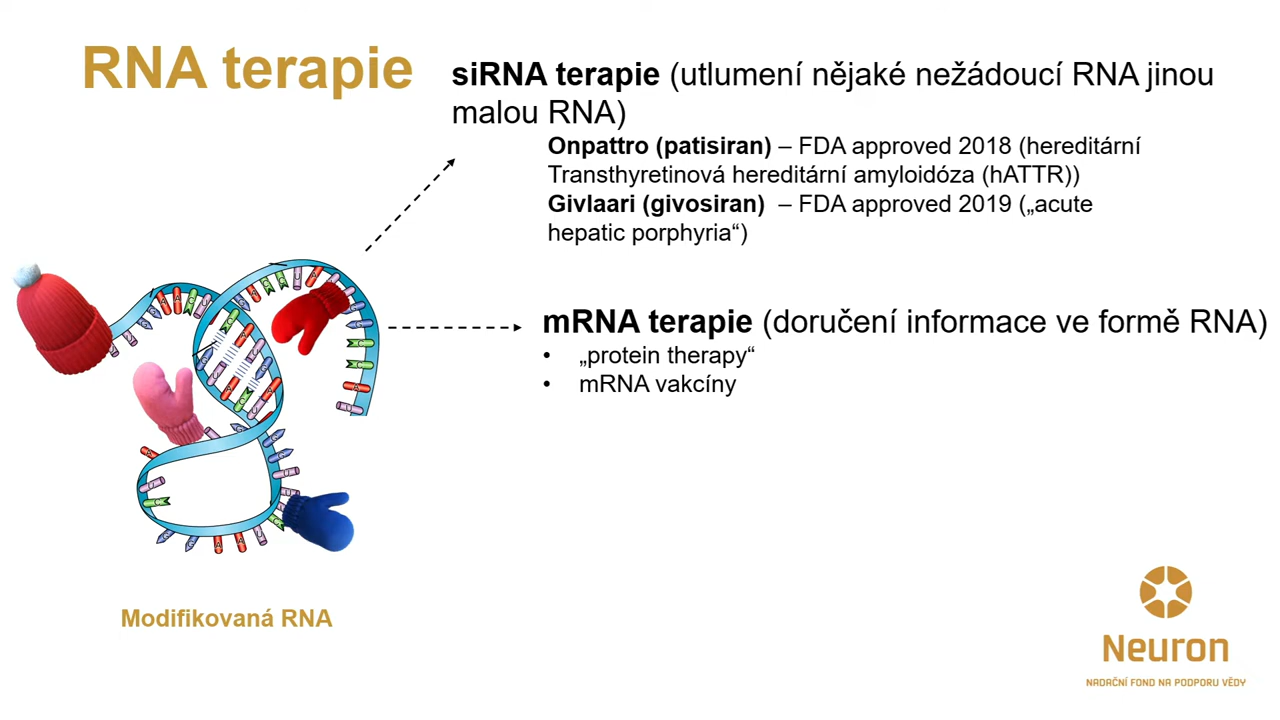 RNA terapie
siRNA terapie (utlumení nějaké nežádoucí RNA jinou
malou RNA)
Onpattro (patisiran) – FDA approved 2018 (hereditární
Transthyretinová hereditární amyloidóza (hATTR))
Givlaari (givosiran)  – FDA approved 2019 („acute
hepatic porphyria“)
mRNA terapie (doručení informace ve formě RNA)
• „protein therapy“
• mRNA vakcíny
Modifikovaná RNA
Neuron
NADAČNÍ FOND NA PODPORU VĚDY